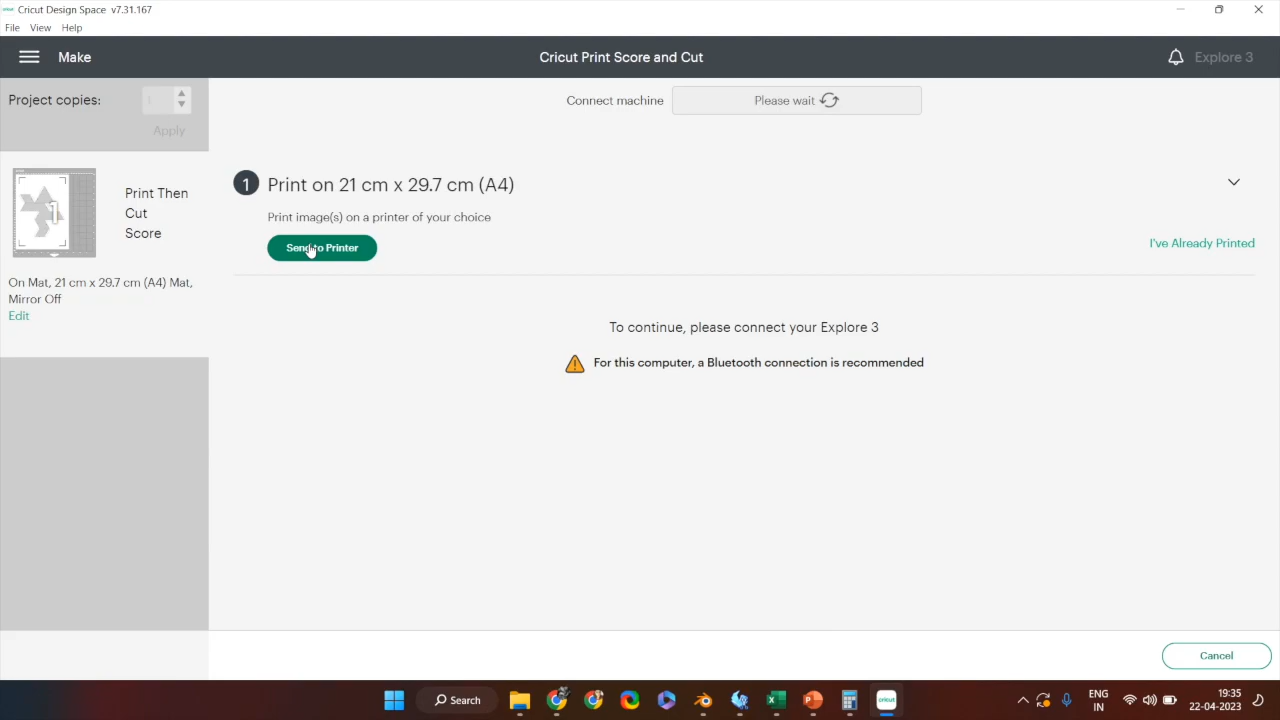 cricut Cricut Design Space v7.31.167
File View Help
Make
Cricut Print Score and Cut
Explore 3
Project copies:
1
Apply
Connect machine
Please wait
1
Print Then
Cut
Score
On Mat, 21 cm x 29.7 cm (A4) Mat,
Mirror Off
Edit
1 Print on 21 cm x 29.7 cm (A4)
Print image(s) on a printer of your choice
Send to Printer
I've Already Printed
To continue, please connect your Explore 3
For this computer, a Bluetooth connection is recommended
Cancel
Search
cricut
ENG
IN
19:35
22-04-2023